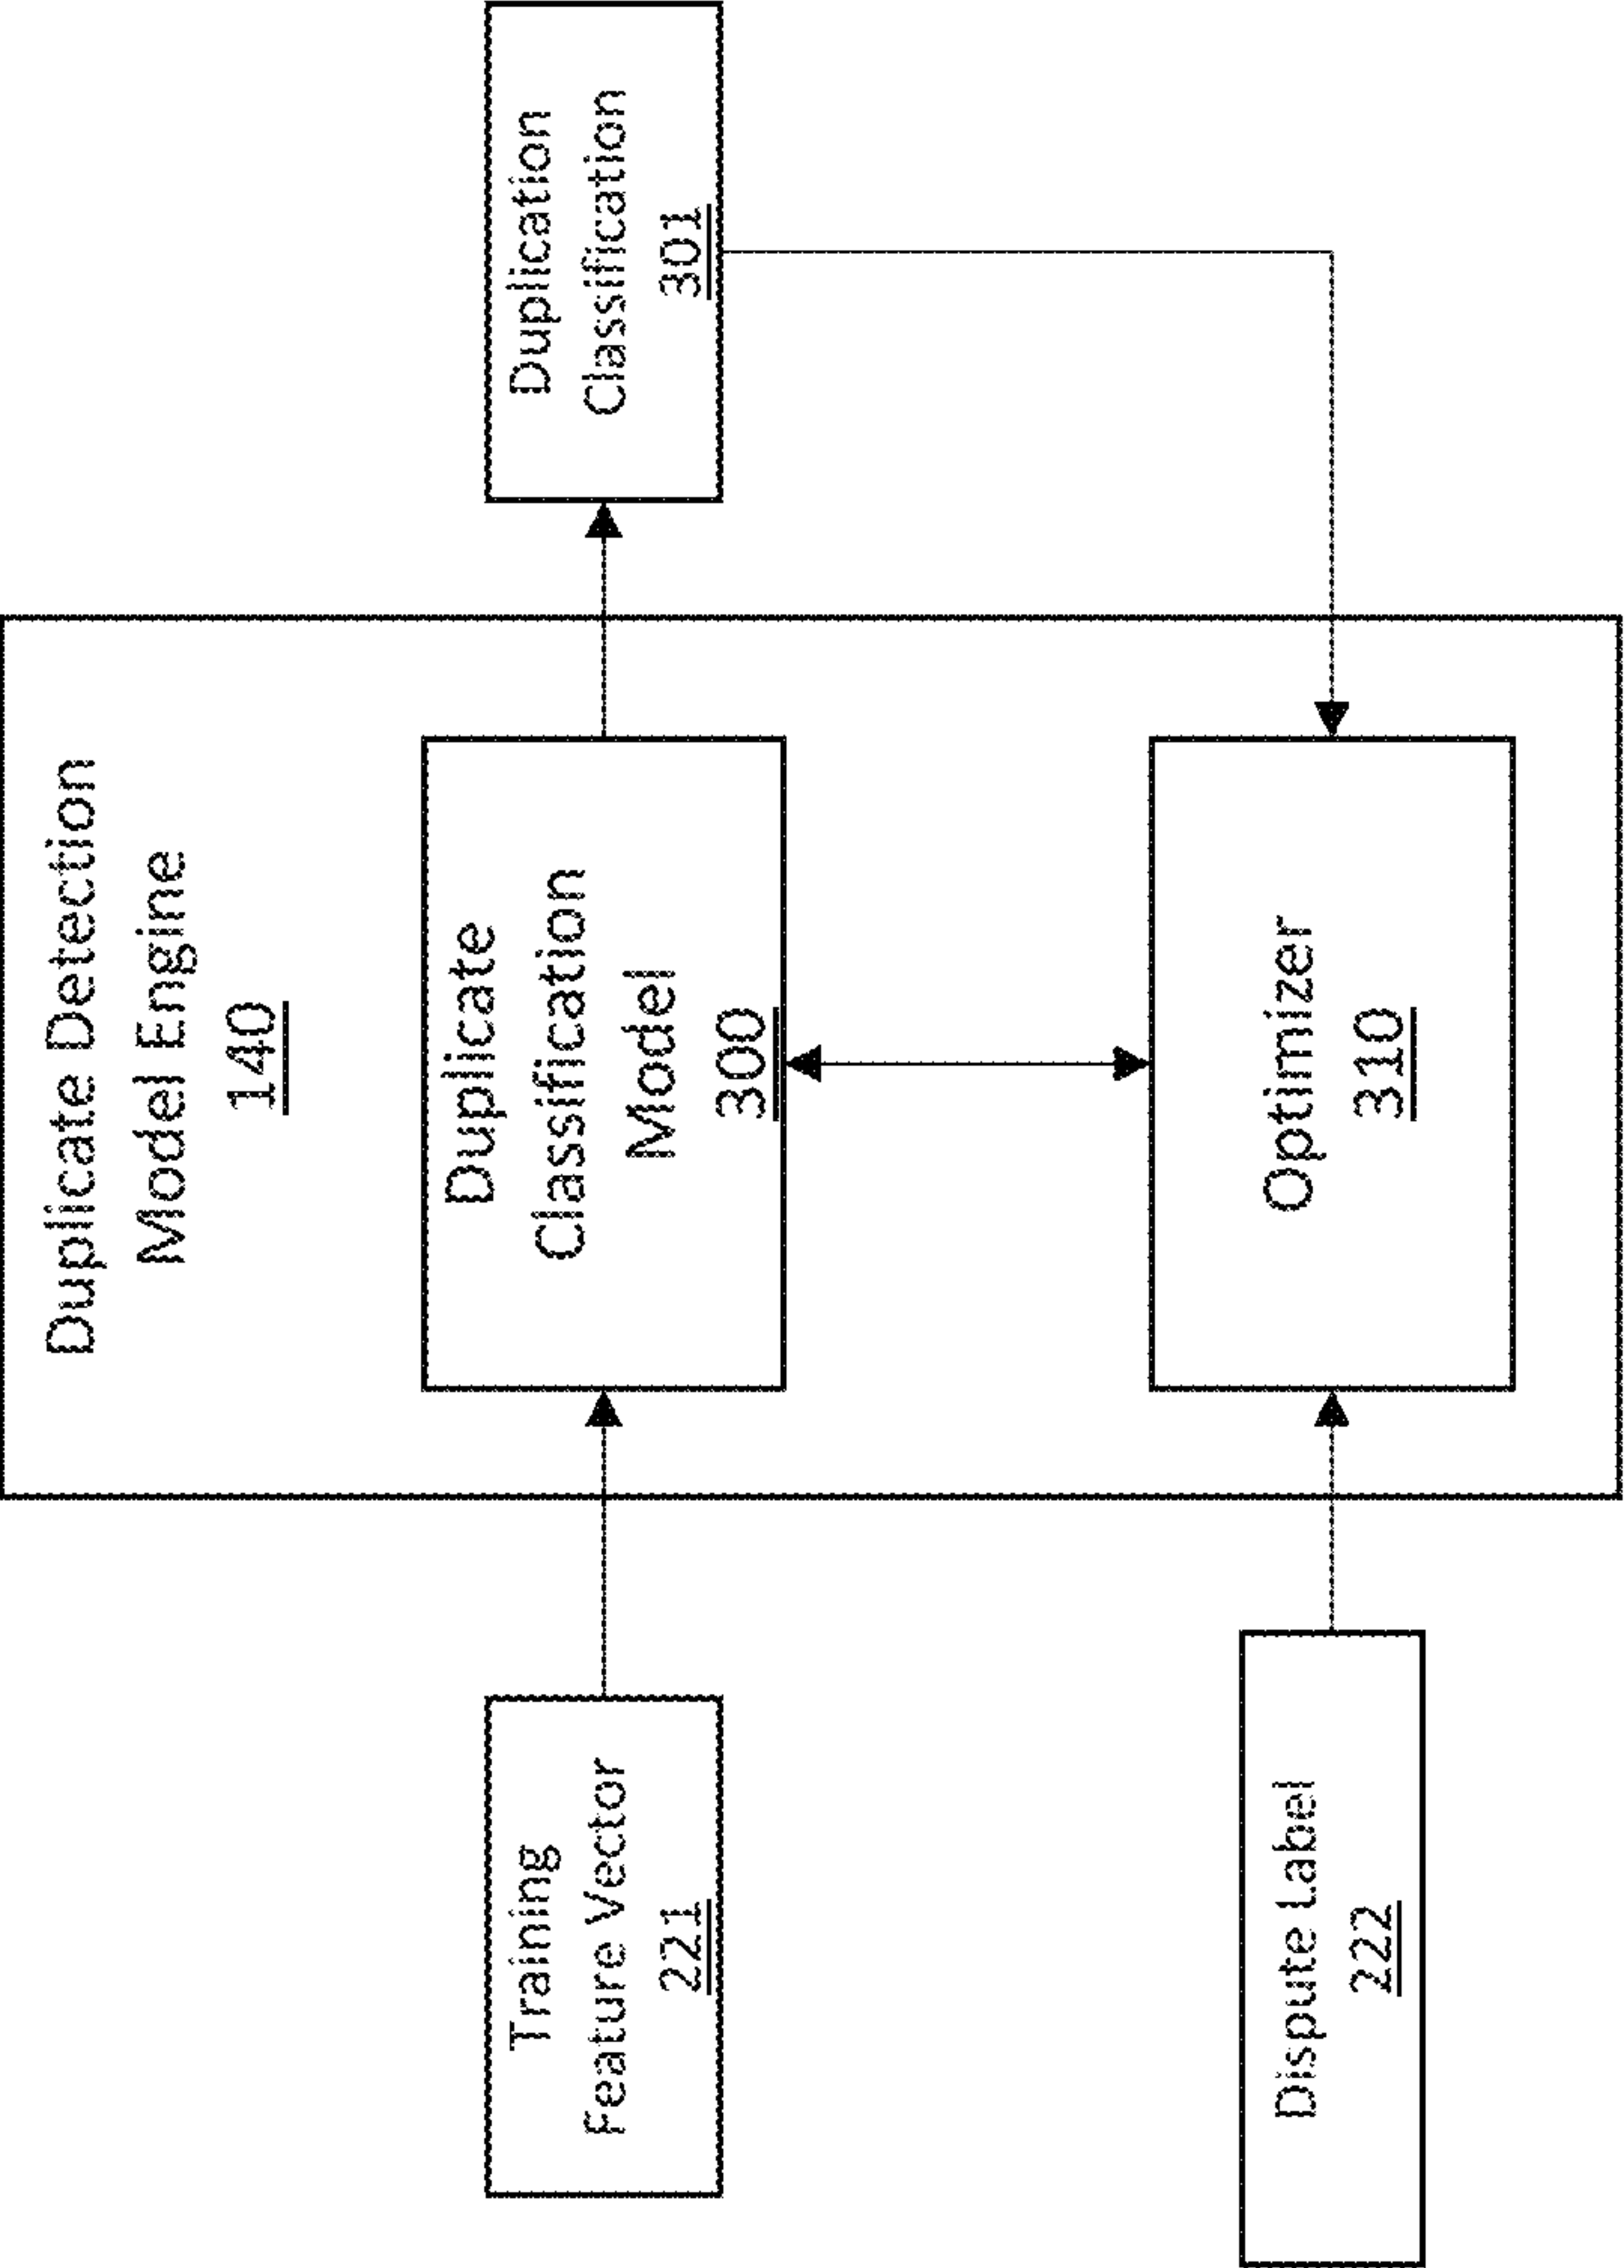 Duplicate Detection
Model Engine
140
Training
Feature Vector
221
Duplicate
Classification
Model
300
Duplication
Classification
301
Dispute Label
222
Optimizer
310